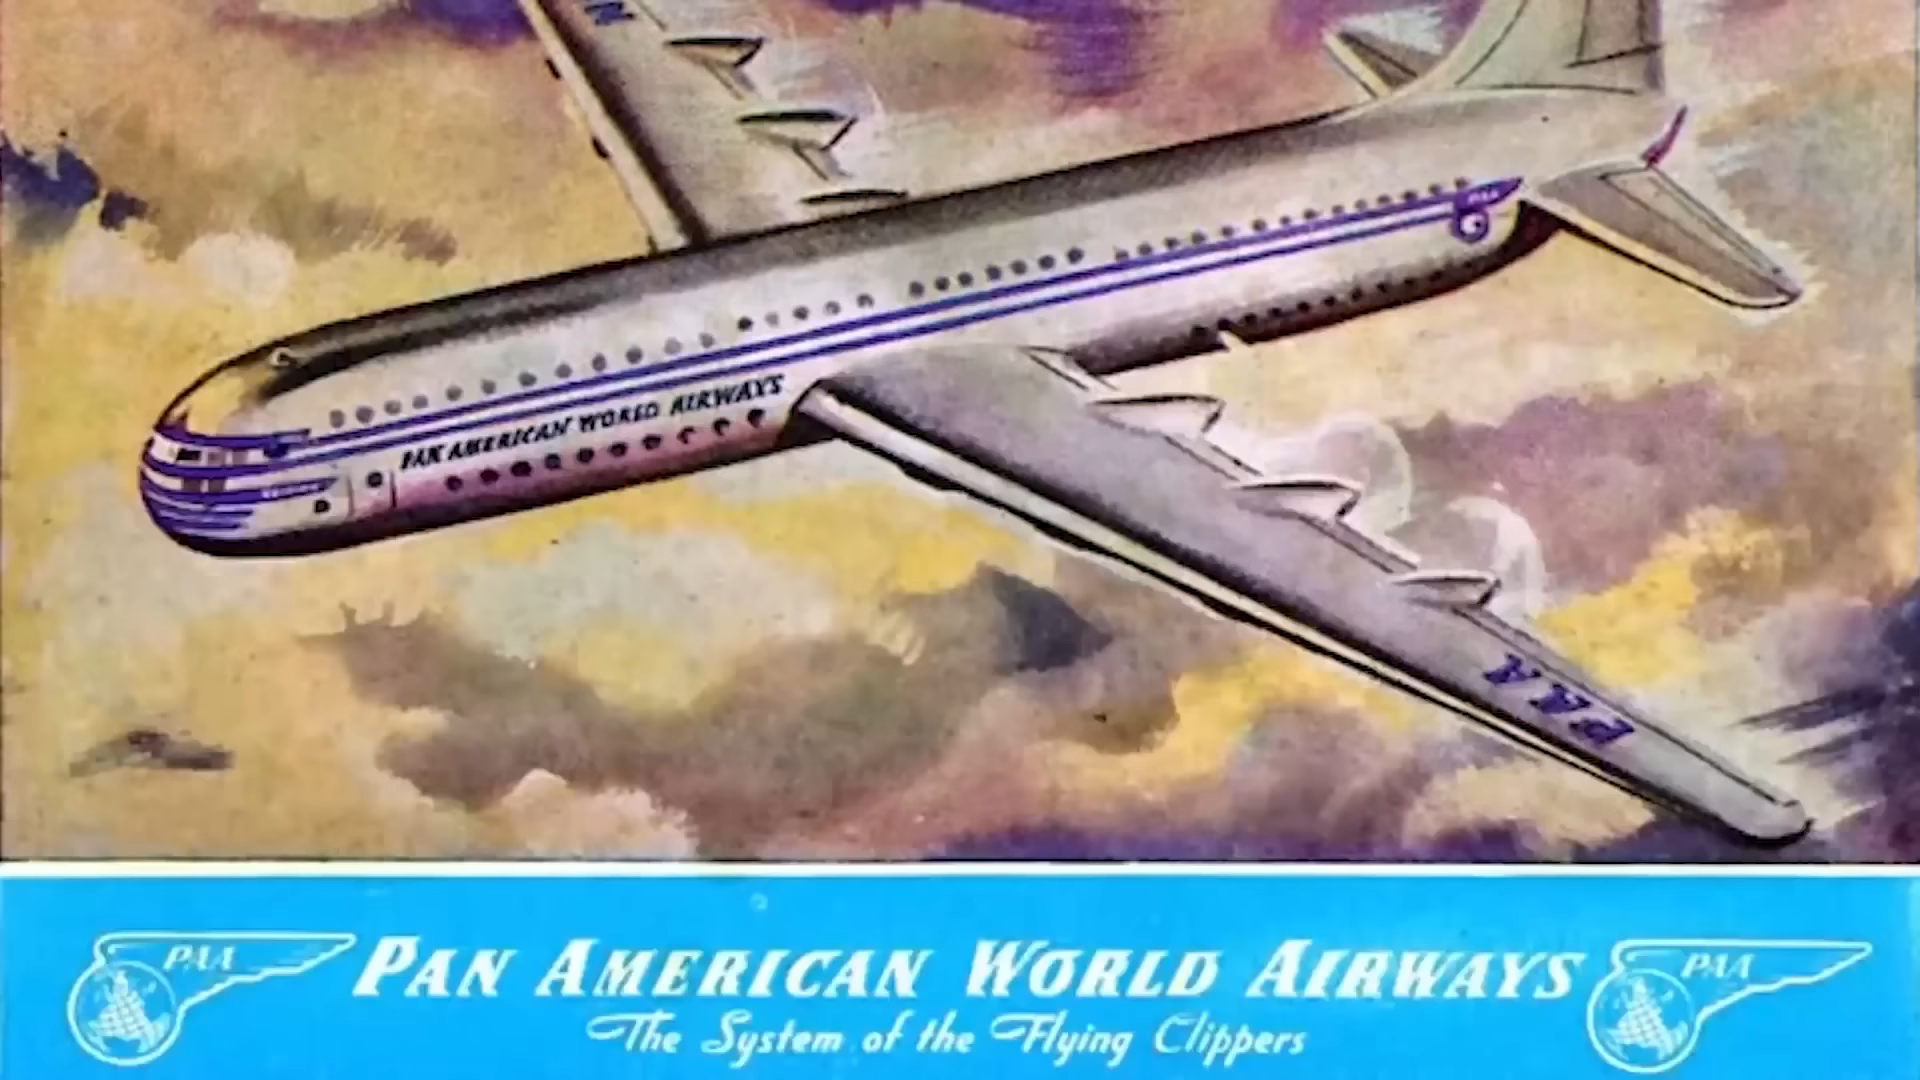 PAA
PAN AMERICAN WORLD AIRWAYS
PAA
PAA
PAN AMERICAN WORLD AIRWAYS
PAA
The System of the Flying Clippers